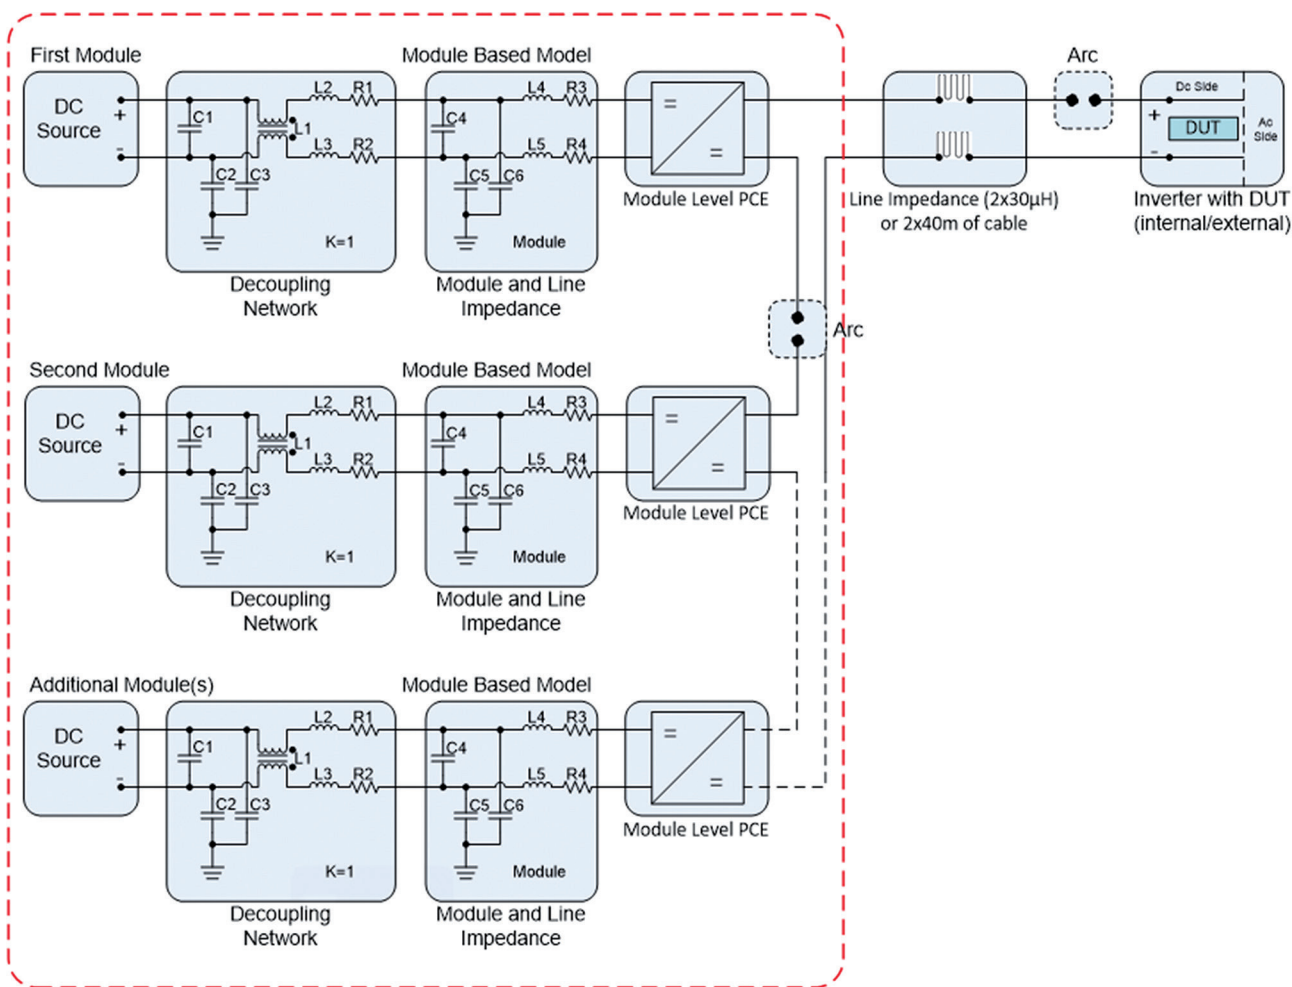 First Module
Module Based Model
Arc
DC
Source
+
-
C1
C2
C3
L1
L2
R1
L3
R2
K=1
Decoupling
Network
C4
C5
C6
L4
R3
L5
R4
Module
Module and Line
Impedance
=
=
Module Level PCE
Line Impedance (2x30µH)
or 2x40m of cable
Dc Side
+
DUT
-
Ac
Side
Inverter with DUT
(internal/external)
Arc
Second Module
Module Based Model
DC
Source
+
-
C1
C2
C3
L1
L2
R1
L3
R2
K=1
Decoupling
Network
C4
C5
C6
L4
R3
L5
R4
Module
Module and Line
Impedance
=
=
Module Level PCE
Additional Module(s)
Module Based Model
DC
Source
+
-
C1
C2
C3
L1
L2
R1
L3
R2
K=1
Decoupling
Network
C4
C5
C6
L4
R3
L5
R4
Module
Module and Line
Impedance
=
=
Module Level PCE